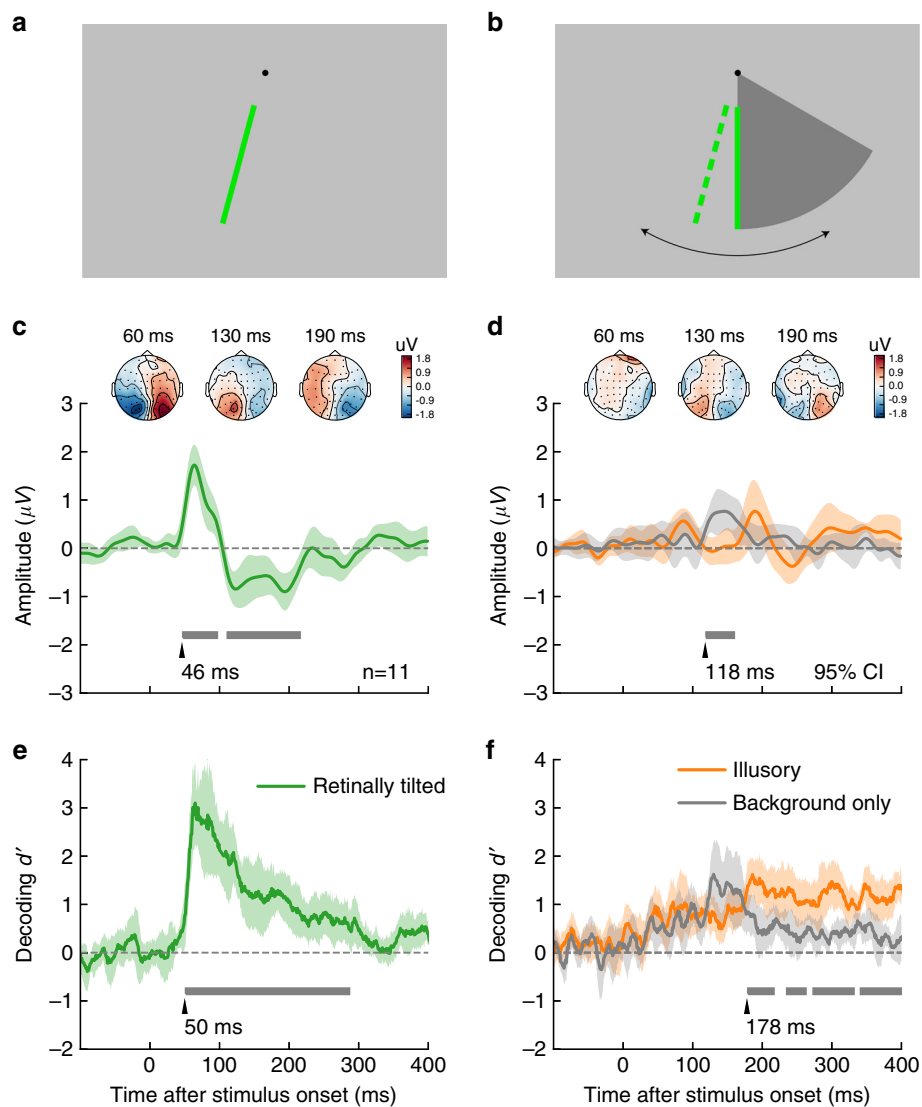 a
b
c
60 ms 130 ms 190 ms
uV
1.8
0.9
0.0
-0.9
-1.8
3
2
1
0
−1
−2
−3
Amplitude (μV)
46 ms
n=11
d
60 ms 130 ms 190 ms
uV
1.8
0.9
0.0
-0.9
-1.8
3
2
1
0
−1
−2
−3
Amplitude (μV)
118 ms
95% CI
e
4
3
2
1
0
−1
−2
Decoding d′
Retinally tilted
50 ms
0 100 200 300 400
Time after stimulus onset (ms)
f
4
3
2
1
0
−1
−2
Decoding d′
Illusory
Background only
178 ms
0 100 200 300 400
Time after stimulus onset (ms)